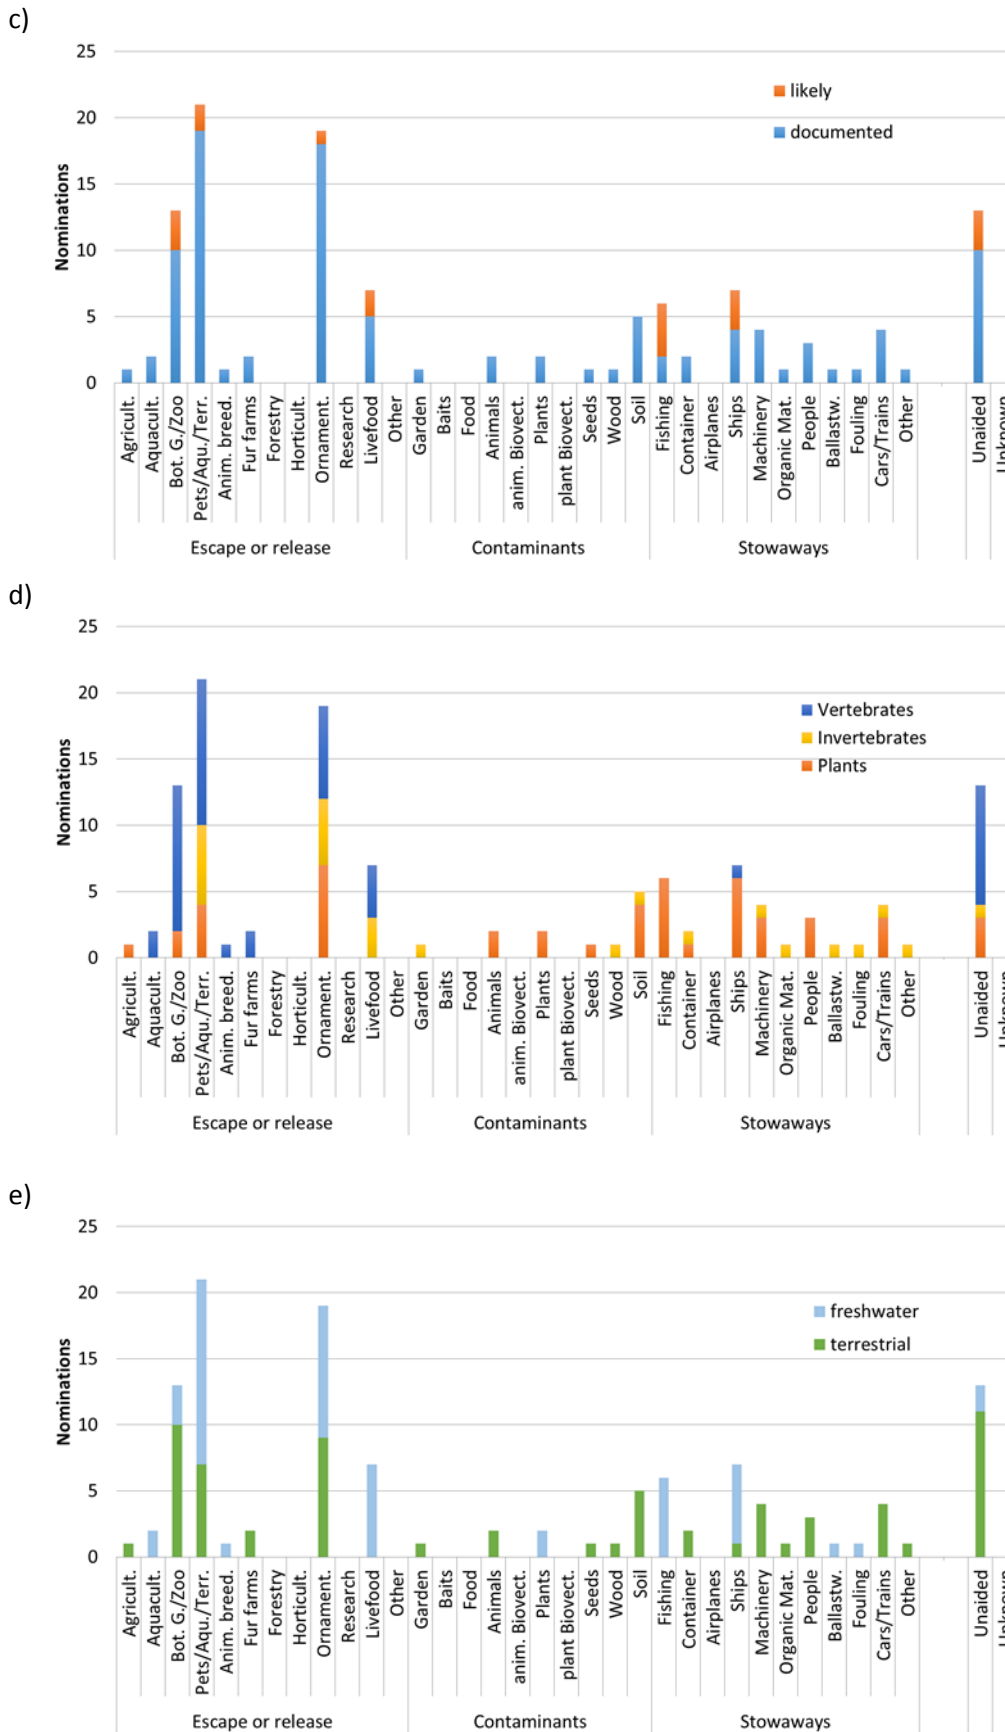 c)
25
20
15
10
5
0
Nominations
likely
documented
Agricult.
Aquacult.
Bot. G./Zoo
Pets/Aqu./Terr.
Anim. breed.
Fur farms
Forestry
Horticult.
Ornament.
Research
Livefood
Other
Garden
Baits
Food
Animals
anim. Biovect.
Plants
plant Biovect.
Seeds
Wood
Soil
Fishing
Container
Airplanes
Ships
Machinery
Organic Mat.
People
Ballastw.
Fouling
Cars/Trains
Other
Unaided
Unknown
Escape or release
Contaminants
Stowaways
d)
25
20
15
10
5
0
Nominations
Vertebrates
Invertebrates
Plants
Agricult.
Aquacult.
Bot. G./Zoo
Pets/Aqu./Terr.
Anim. breed.
Fur farms
Forestry
Horticult.
Ornament.
Research
Livefood
Other
Garden
Baits
Food
Animals
anim. Biovect.
Plants
plant Biovect.
Seeds
Wood
Soil
Fishing
Container
Airplanes
Ships
Machinery
Organic Mat.
People
Ballastw.
Fouling
Cars/Trains
Other
Unaided
Unknown
Escape or release
Contaminants
Stowaways
e)
25
20
15
10
5
0
Nominations
freshwater
terrestrial
Agricult.
Aquacult.
Bot. G./Zoo
Pets/Aqu./Terr.
Anim. breed.
Fur farms
Forestry
Horticult.
Ornament.
Research
Livefood
Other
Garden
Baits
Food
Animals
anim. Biovect.
Plants
plant Biovect.
Seeds
Wood
Soil
Fishing
Container
Airplanes
Ships
Machinery
Organic Mat.
People
Ballastw.
Fouling
Cars/Trains
Other
Unaided
Unknown
Escape or release
Contaminants
Stowaways